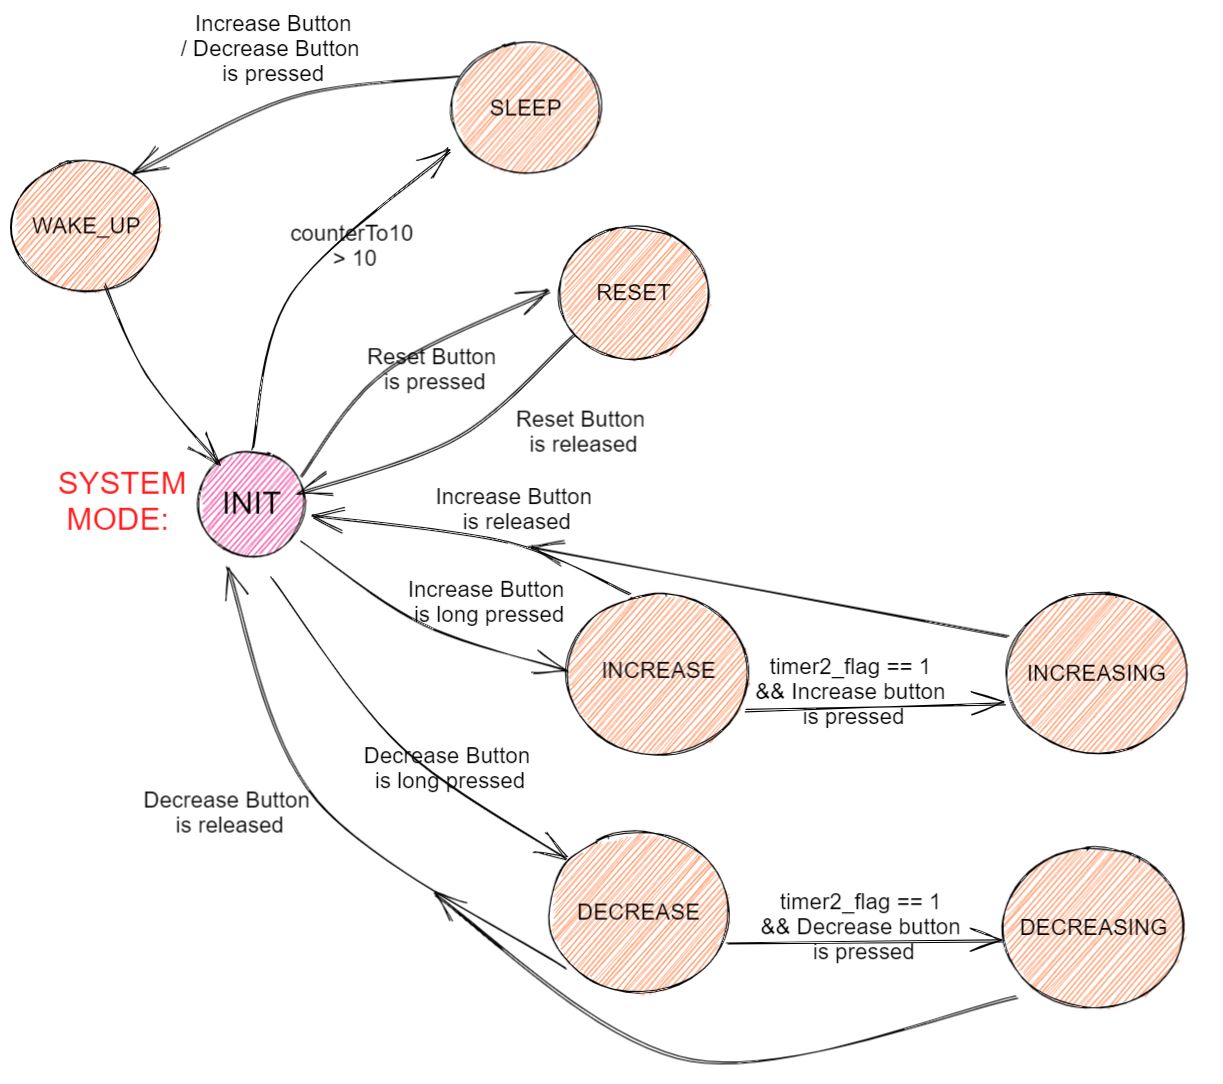 Increase Button
/ Decrease Button
is pressed
SLEEP
WAKE_UP
counterTo10
> 10
RESET
Reset Button
is pressed
Reset Button
is released
SYSTEM
MODE:
INIT
Increase Button
is released
Increase Button
is long pressed
INCREASE
timer2_flag == 1
&& Increase button
is pressed
INCREASING
Decrease Button
is long pressed
Decrease Button
is released
DECREASE
timer2_flag == 1
&& Decrease button
is pressed
DECREASING